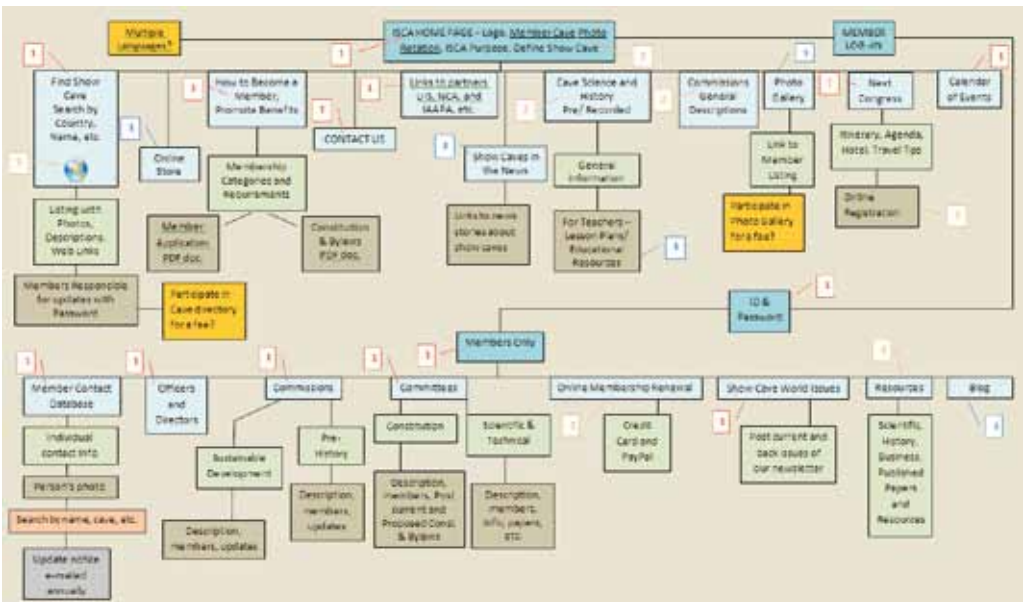 Multiple
Languages?
ISCA HOME PAGE - Logo, Member Cave Photo
Rotation, ISCA Purpose, Define Show Cave
MEMBER
LOG-IN
Find Show
Cave
Search by
Country,
Name, etc
How to Become a
Member,
Promote Benefits
Links to partners
UIS, NCA, and
IAAPA, etc.
Cave Science and
History
Pre/ Recorded
Commissions
General
Descriptions
Photo
Gallery
Next
Congress
Calendar
of Events
CONTACT US
Online
Store
Show Caves in
the News
Itinerary, Agenda,
Hotel, Travel Tips
Link to
Member
Listing
Membership
Categories and
Requirements
General
Information
Listing with
Photos,
Descriptions,
Web Links
Member
Application
PDF doc.
Constitution
& Bylaws
PDF doc.
Links to news
stories about
show caves
For Teachers -
Lesson Plans/
Educational
Resources
Participate in
Photo Gallery
for a fee?
Online
Registration
Members Responsible
for updates with
Password
Participate in
Cave directory
for a fee?
ID &
Password
Members Only
Member Contact
Database
Officers
and
Directors
Commissions
Committees
Online Membership Renewal
Show Cave World Issues
Resources
Blog
Individual
contact info
Sustainable
Development
Pre-
History
Constitution
Scientific &
Technical
Credit
Card and
PayPal
Post current and
back issues of
our newsletter
Scientific,
History,
Business,
Published
Papers
and
Resources
Person's photo
Search by name, cave, etc.
Update notice
e-mailed
annually
Description,
members, updates
Description,
members,
updates
Description,
members, Post
current and
Proposed Const.
& Bylaws
Description,
members,
info, papers,
etc